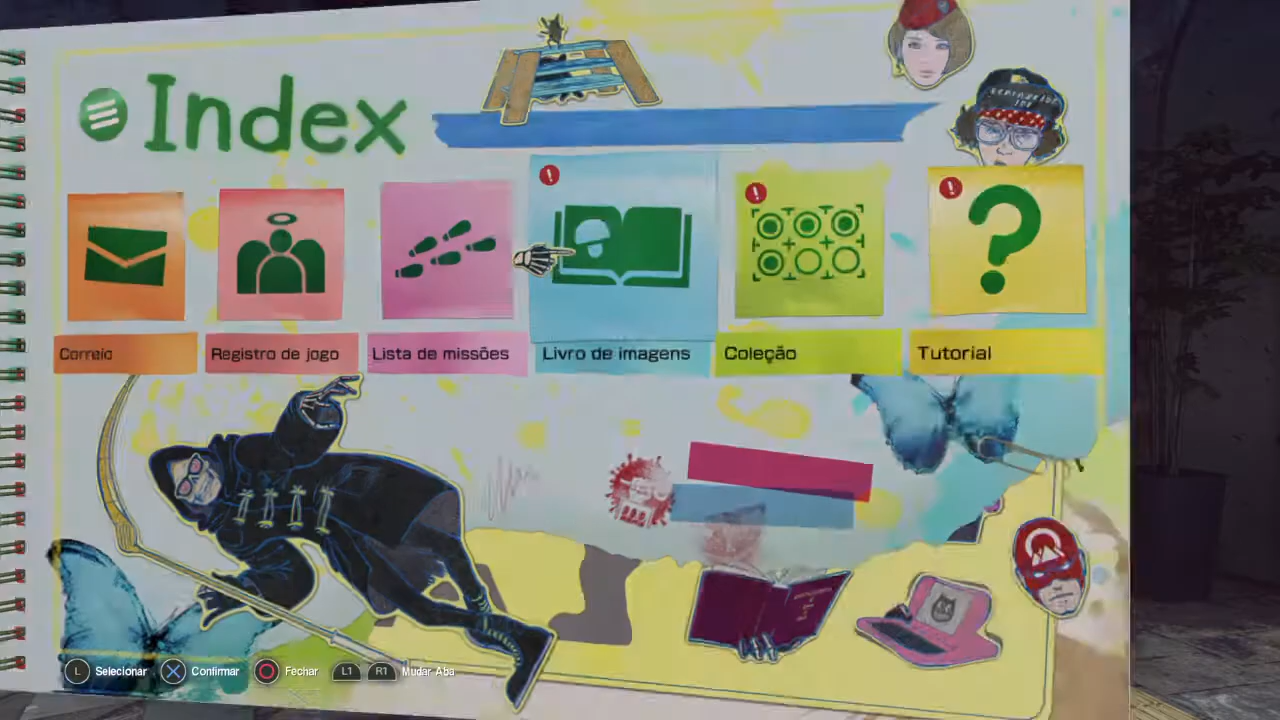 Index
Correio
Registro de jogo
Lista de missões
Livro de imagens
Coleção
Tutorial
L Selecionar
Confirmar
Fechar
L1 R1 Mudar Aba